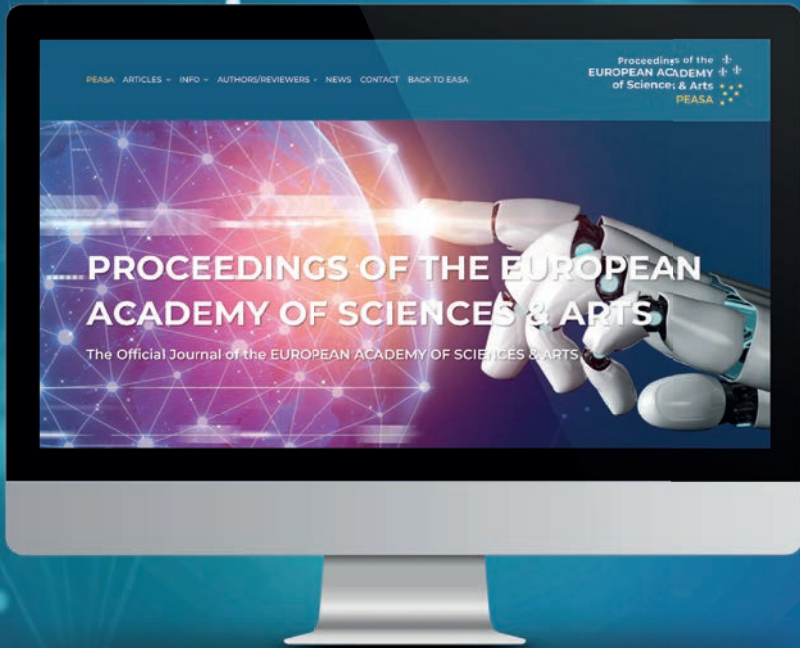 PEASA ARTICLES INFO AUTHORS/REVIEWERS NEWS CONTACT BACK TO EASA
Proceedings of the
EUROPEAN ACADEMY
of Sciences & Arts
PEASA
PROCEEDINGS OF THE EUROPEAN
ACADEMY OF SCIENCES & ARTS
The Official Journal of the EUROPEAN ACADEMY OF SCIENCES & ARTS